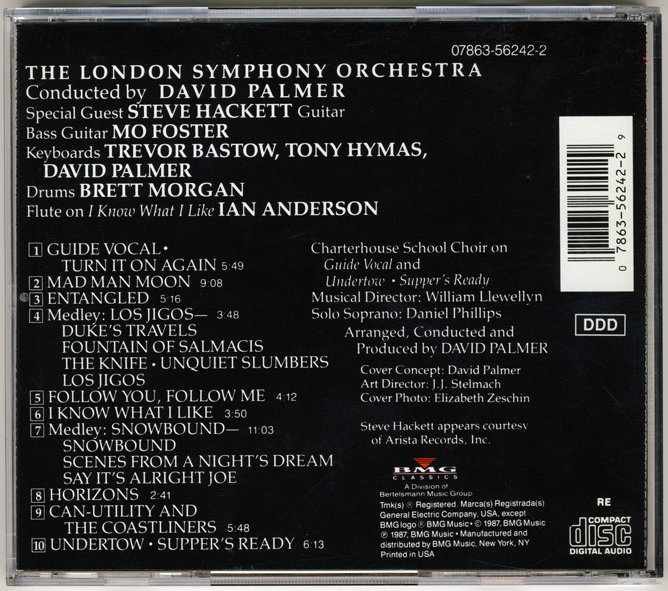 07863-56242-2
THE LONDON SYMPHONY ORCHESTRA
Conducted by DAVID PALMER
Special Guest STEVE HACKETT Guitar
Bass Guitar MO FOSTER
Keyboards TREVOR BASTOW, TONY HYMAS,
DAVID PALMER
Drums BRETT MORGAN
Flute on I Know What I Like IAN ANDERSON
1 GUIDE VOCAL•
TURN IT ON AGAIN 5:49
2 MAD MAN MOON 9:08
3 ENTANGLED 5:16
4 Medley: LOS JIGOS— 3:48
DUKE'S TRAVELS
FOUNTAIN OF SALMACIS
THE KNIFE • UNQUIET SLUMBERS
LOS JIGOS
5 FOLLOW YOU, FOLLOW ME 4:12
6 I KNOW WHAT I LIKE 3:50
7 Medley: SNOWBOUND— 11:03
SNOWBOUND
SCENES FROM A NIGHT'S DREAM
SAY IT'S ALRIGHT JOE
8 HORIZONS 2:41
9 CAN-UTILITY AND
THE COASTLINERS 5:48
10 UNDERTOW • SUPPER'S READY 6:13
Charterhouse School Choir on
Guide Vocal and
Undertow • Supper's Ready
Musical Director: William Llewellyn
Solo Soprano: Daniel Phillips
Arranged, Conducted and
Produced by DAVID PALMER
Cover Concept: David Palmer
Art Director: J.J. Stelmach
Cover Photo: Elizabeth Zeschin
Steve Hackett appears courtesy
of Arista Records, Inc.
BMG
CLASSICS
A Division of
Bertelsmann Music Group
Tmk(s) ® Registered. Marca(s) Registrada(s)
General Electric Company, USA, except
BMG logo ® BMG Music • © 1987, BMG Music
℗ 1987, BMG Music • Manufactured and
distributed by BMG Music, New York, NY
Printed in USA
0 7863-56242-2 9
DDD
RE
COMPACT
disc
DIGITAL AUDIO